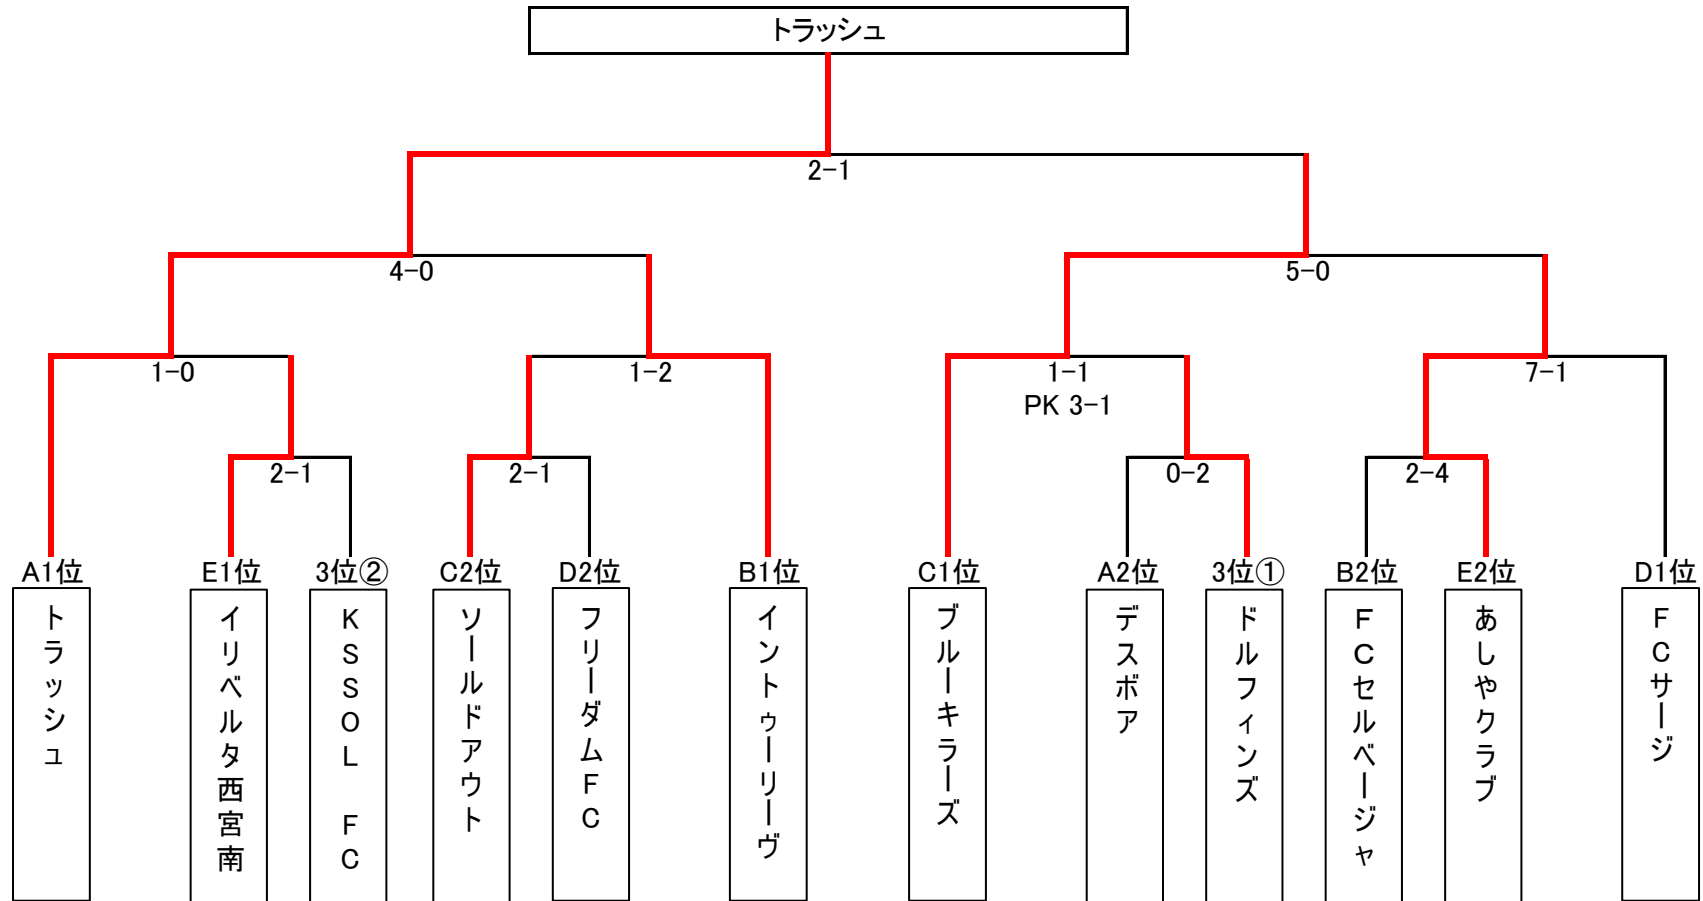 トラッシュ
2-1
4-0
5-0
1-0
1-2
1-1
7-1
PK 3-1
2-1
2-1
0-2
2-4
A1位
E1位
3位②
C2位
D2位
B1位
C1位
A2位
3位①
B2位
E2位
D1位
トラッシュ
イリベルタ西宮南
KSSOL FC
ソールドアウト
フリーダムFC
イントゥーリーヴ
ブルーキラーズ
デスポア
ドルフィンズ
FCセルベージャ
あしやクラブ
FCサージ